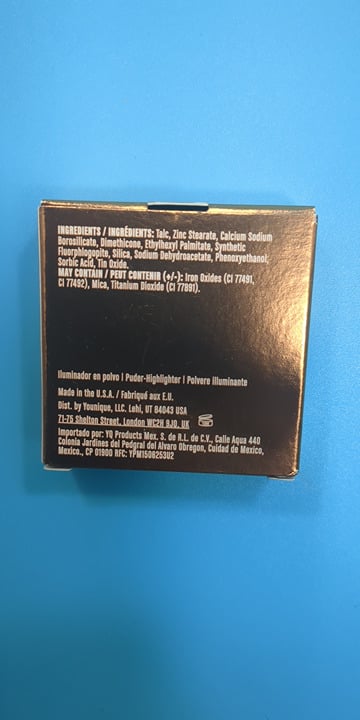 INGREDIENTS / INGRÉDIENTS: Talc, Zinc Stearate, Calcium Sodium
Borosilicate, Dimethicone, Ethylhexyl Palmitate, Synthetic
Fluorphlogopite, Silica, Sodium Dehydroacetate, Phenoxyethanol,
Sorbic Acid, Tin Oxide.
MAY CONTAIN / PEUT CONTENIR (+/-): Iron Oxides (CI 77491,
CI 77492), Mica, Titanium Dioxide (CI 77891).
Iluminador en polvo | Puder-Highlighter | Polvere Illuminante
Made in the U.S.A. / Fabriqué aux E.U.
Dist. by Younique, LLC. Lehi, UT 84043 USA
71-75 Shelton Street, London WC2H 9JQ, UK
Importado por: YQ Products Mex. S. de R.L. de C.V., Calle Agua 440
Colonia Jardines del Pedgral del Alvaro Obregon, Cuidad de Mexico,
Mexico., CP 01900 RFC: YPM1508253U2